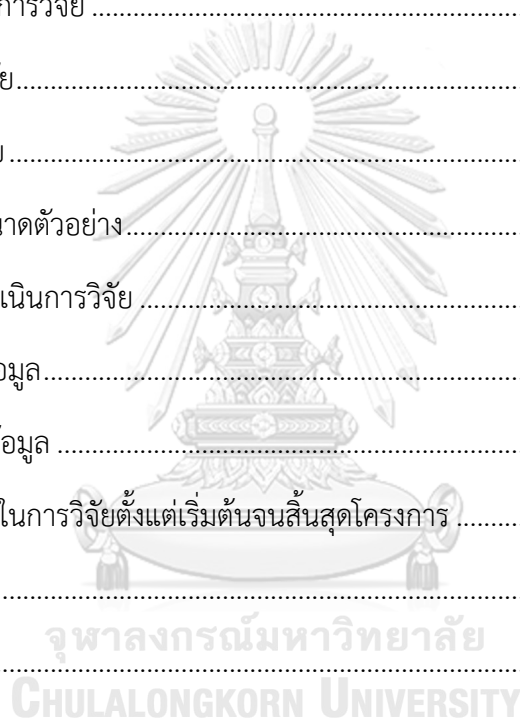 การวิจัย ........................................
ัย........................................
ย ........................................
นาดตัวอย่าง........................................
เนินการวิจัย ........................................
้อมูล........................................
้อมูล ........................................
ในการวิจัยตั้งแต่เริ่มต้นจนสิ้นสุดโครงการ .........
........................................
จุฬาลงกรณ์มหาวิทยาลัย
........................................
CHULALONGKORN UNIVERSITY